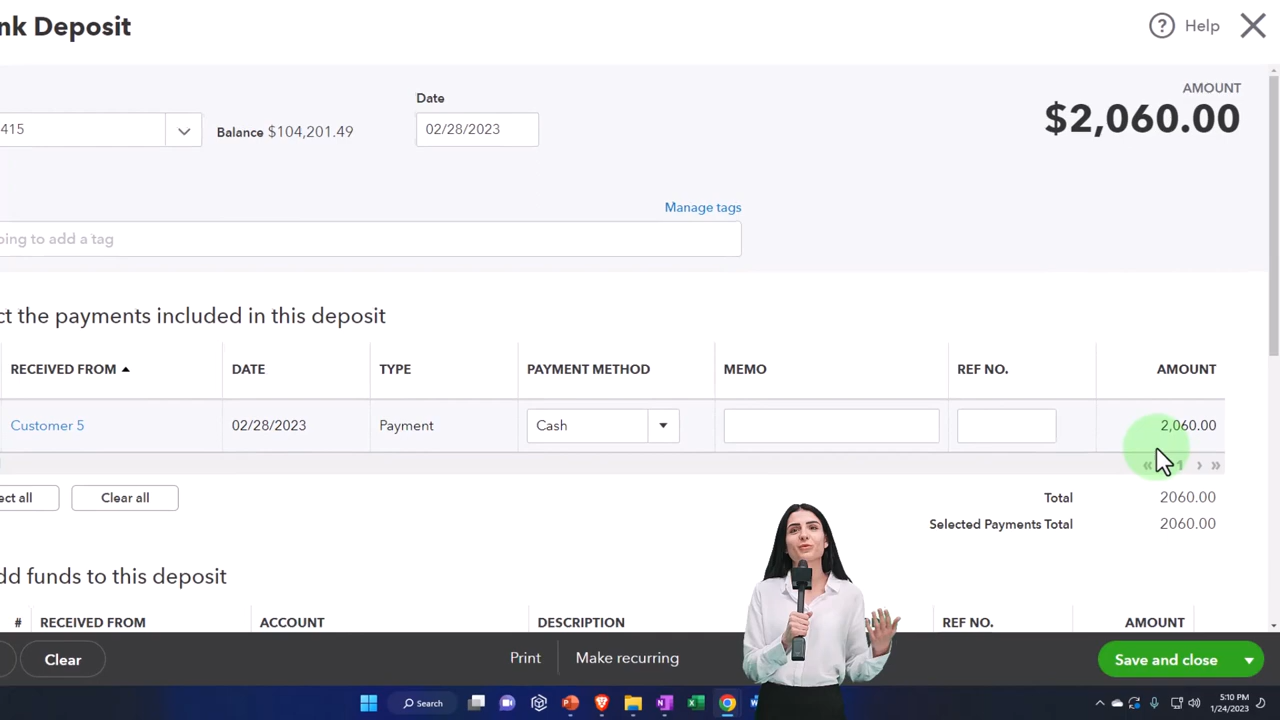 nk Deposit
Help
Date
AMOUNT
$2,060.00
415
Balance $104,201.49
02/28/2023
Manage tags
ping to add a tag
ct the payments included in this deposit
RECEIVED FROM DATE TYPE PAYMENT METHOD MEMO REF NO. AMOUNT
Customer 5 02/28/2023 Payment Cash 2,060.00
1
ect all Clear all Total 2060.00
Selected Payments Total 2060.00
dd funds to this deposit
# RECEIVED FROM ACCOUNT DESCRIPTION REF NO. AMOUNT
Clear Print Make recurring Save and close
Search
5:10 PM
1/24/2023